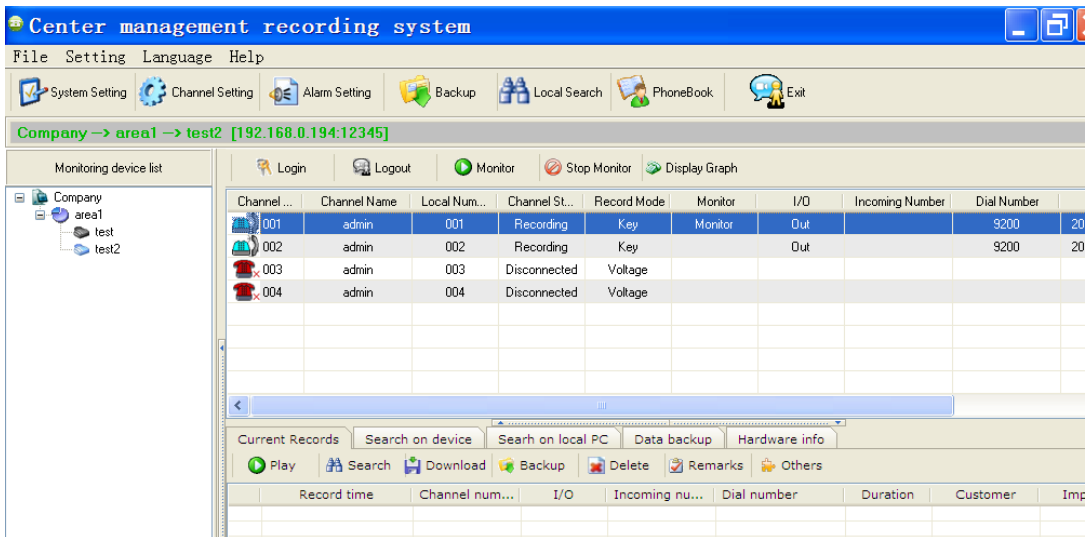 Center management recording system
File Setting Language Help
System Setting Channel Setting Alarm Setting Backup Local Search PhoneBook Exit
Company —> area1 —> test2 [192.168.0.194:12345]
Monitoring device list Login Logout Monitor Stop Monitor Display Graph
Company
area1
test
test2
Channel ... Channel Name Local Num... Channel St... Record Mode Monitor I/O Incoming Number Dial Number
001 admin 001 Recording Key Monitor Out 9200 20
002 admin 002 Recording Key Out 9200 20
003 admin 003 Disconnected Voltage
004 admin 004 Disconnected Voltage
Current Records Search on device Searh on local PC Data backup Hardware info
Play Search Download Backup Delete Remarks Others
Record time Channel num... I/O Incoming nu... Dial number Duration Customer Imp